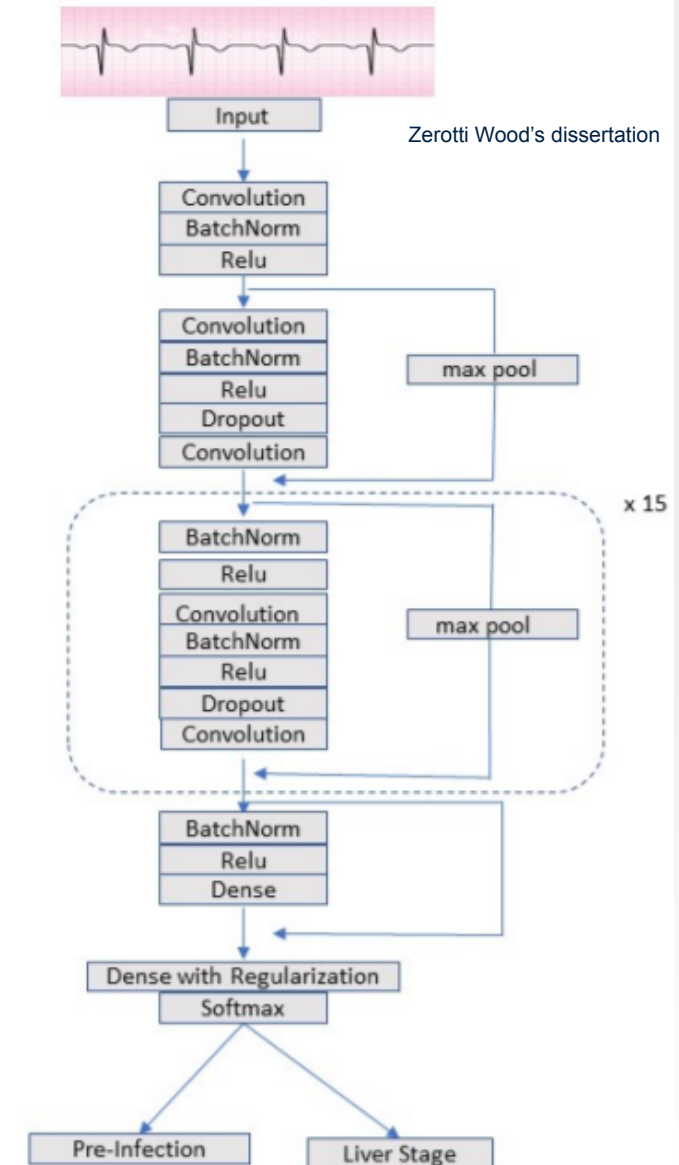 Input
Zerotti Wood’s dissertation
Convolution
BatchNorm
Relu
Convolution
BatchNorm
Relu
Dropout
Convolution
max pool
x 15
BatchNorm
Relu
Convolution
BatchNorm
Relu
Dropout
Convolution
max pool
BatchNorm
Relu
Dense
Dense with Regularization
Softmax
Pre-Infection
Liver Stage